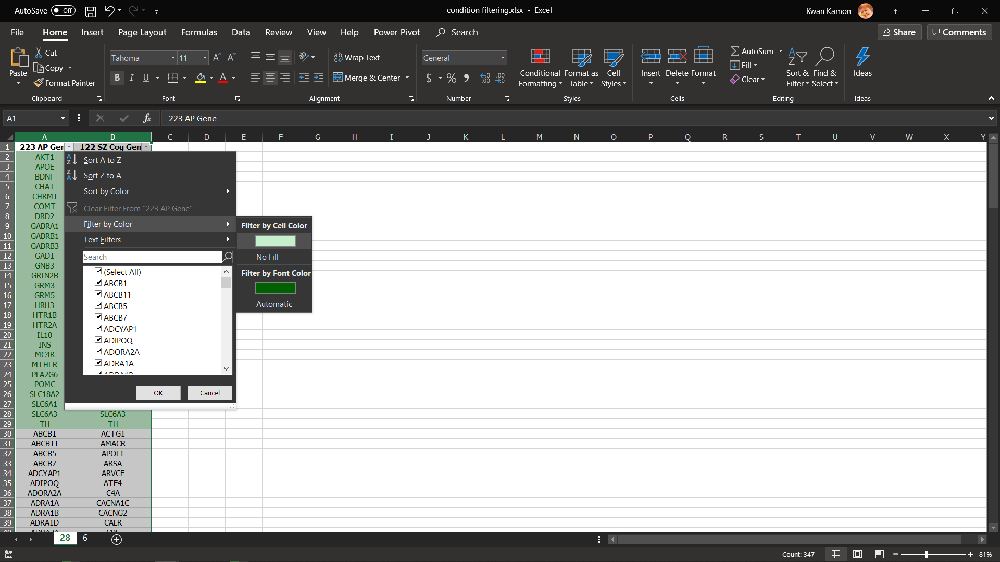 AutoSave Off
condition filtering.xlsx - Excel
Kwan Kamon
File Home Insert Page Layout Formulas Data Review View Help Power Pivot Search
Share Comments
Paste
Cut
Copy
Format Painter
Clipboard
Tahoma 11
B I U
Font
Wrap Text
Merge & Center
Alignment
General
$ % ,
Number
Conditional Formatting
Format as Table
Cell Styles
Styles
Insert Delete Format
Cells
AutoSum
Fill
Clear
Sort & Filter
Find & Select
Editing
Ideas
Ideas
A1
fx
223 AP Gene
A B C D E F G H I J K L M N O P Q R S T U V W X Y
1 223 AP Gen 122 SZ Cog Gen
2 AKT1
3 APOE
4 BDNF
5 CHAT
6 CHRM1
7 COMT
8 DRD2
9 GABRA1
10 GABRB1
11 GABRB3
12 GAD1
13 GNB3
14 GRIN2B
15 GRM3
16 GRM5
17 HRH3
18 HTR1B
19 HTR2A
20 IL10
21 INS
22 MC4R
23 MTHFR
24 PLA2G6
25 POMC
26 SLC18A2
27 SLC6A1
28 SLC6A3 SLC6A3
29 TH TH
30 ABCB1 ACTG1
31 ABCB11 AMACR
32 ABCB5 APOL1
33 ABCB7 ARSA
34 ADCYAP1 ARVCF
35 ADIPOQ ATF4
36 ADORA2A C4A
37 ADRA1A CACNA1C
38 ADRA1B CACNG2
39 ADRA1D CALR
Sort A to Z
Sort Z to A
Sort by Color
Clear Filter From "223 AP Gene"
Filter by Color
Text Filters
Search
(Select All)
ABCB1
ABCB11
ABCB5
ABCB7
ADCYAP1
ADIPOQ
ADORA2A
ADRA1A
OK Cancel
Filter by Cell Color
No Fill
Filter by Font Color
Automatic
28 6
Count: 347
81%